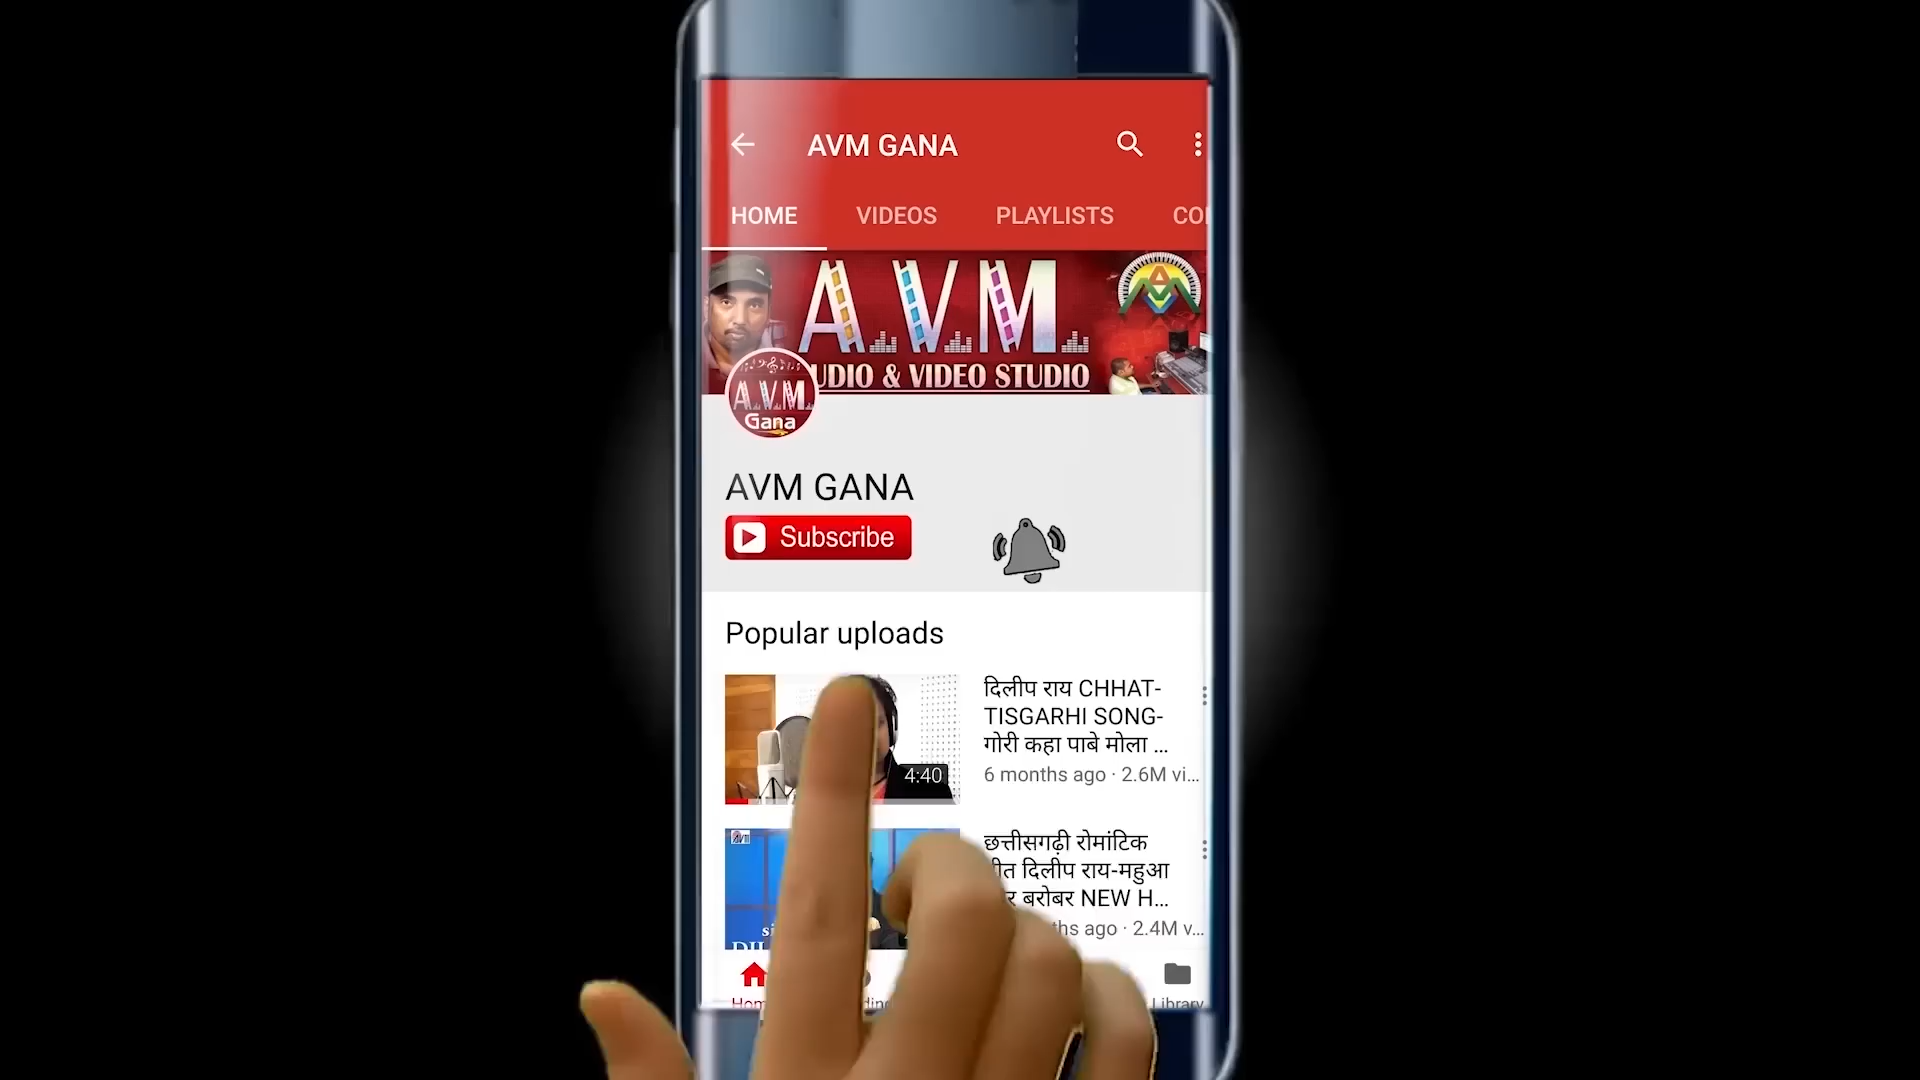 AVM GANA
HOME VIDEOS PLAYLISTS
A.V.M.
UDIO & VIDEO STUDIO
A.V.M.
Gana
AVM GANA
Subscribe
Popular uploads
दिलीप राय CHHAT-
TISGARHI SONG-
गोरी कहा पाबे मोला ...
6 months ago · 2.6M vi...
4:40
छत्तीसगढ़ी रोमांटिक
दिलीप राय-महुआ
बरोबर NEW H...
ago · 2.4M v...
Library